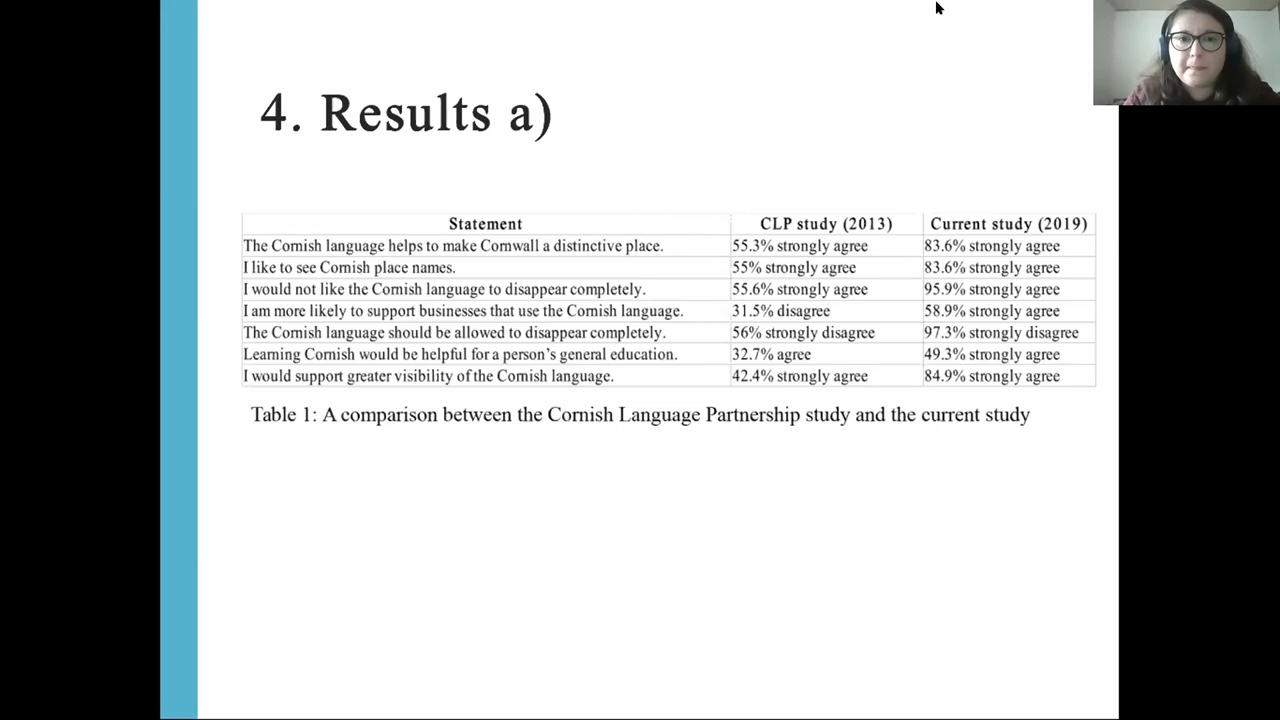 4. Results a)
Statement CLP study (2013) Current study (2019)
The Cornish language helps to make Cornwall a distinctive place. 55.3% strongly agree 83.6% strongly agree
I like to see Cornish place names. 55% strongly agree 83.6% strongly agree
I would not like the Cornish language to disappear completely. 55.6% strongly agree 95.9% strongly agree
I am more likely to support businesses that use the Cornish language. 31.5% disagree 58.9% strongly agree
The Cornish language should be allowed to disappear completely. 56% strongly disagree 97.3% strongly disagree
Learning Cornish would be helpful for a person’s general education. 32.7% agree 49.3% strongly agree
I would support greater visibility of the Cornish language. 42.4% strongly agree 84.9% strongly agree
Table 1: A comparison between the Cornish Language Partnership study and the current study